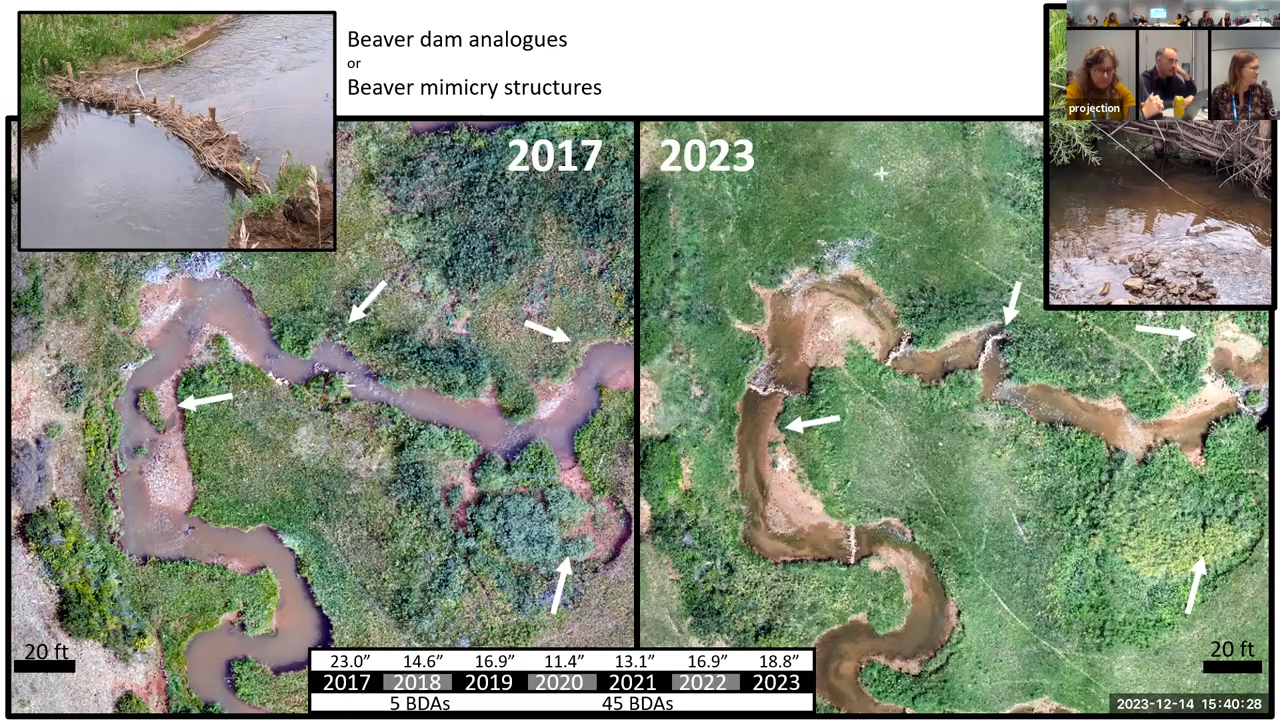 Beaver dam analogues
or
Beaver mimicry structures
projection
2017
2023
20 ft
20 ft
23.0” 14.6” 16.9” 11.4” 13.1” 16.9” 18.8”
2017 2018 2019 2020 2021 2022 2023
5 BDAs 45 BDAs
2023-12-14 15:40:28